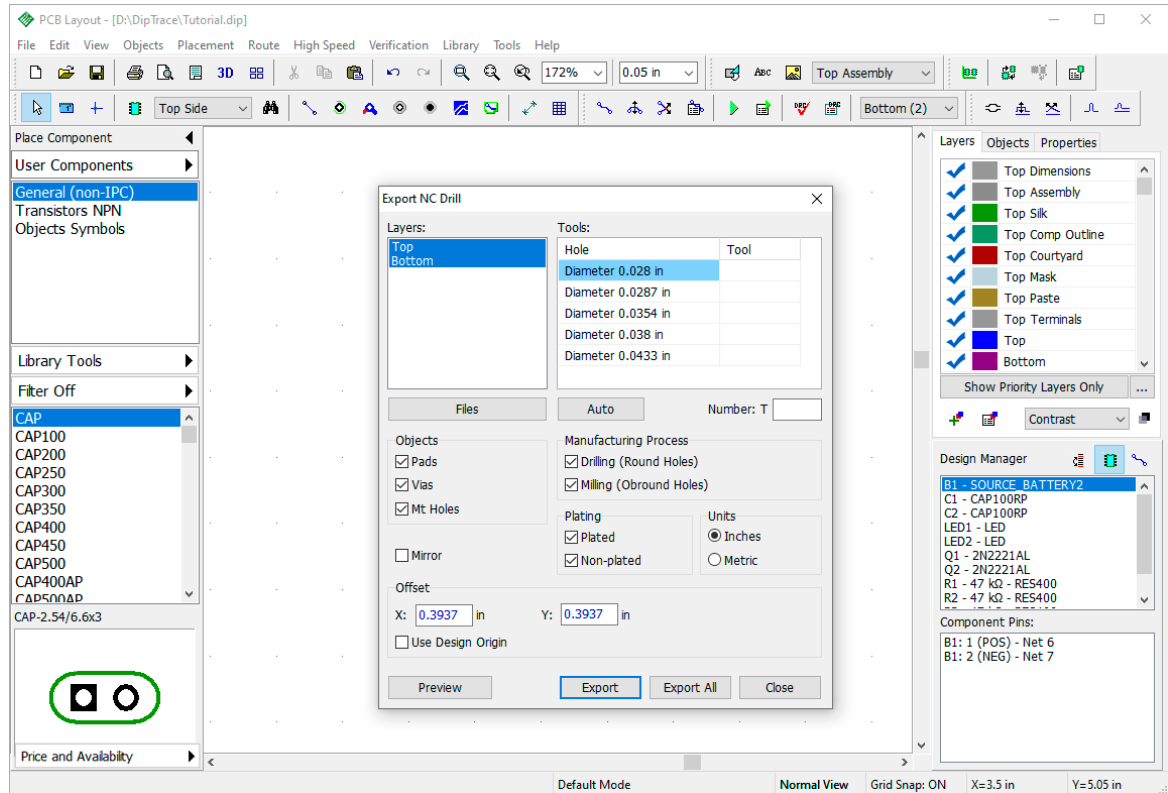 PCB Layout - [D:\DipTrace\Tutorial.dip]
File Edit View Objects Placement Route High Speed Verification Library Tools Help
3D 172% 0.05 in ABC Top Assembly
Top Side DRC Bottom (2)
Place Component
User Components
General (non-IPC)
Transistors NPN
Objects Symbols
Library Tools
Filter Off
CAP
CAP100
CAP200
CAP250
CAP300
CAP350
CAP400
CAP450
CAP500
CAP400AP
CAP500AP
CAP-2.54/6.6x3
Price and Availability
Export NC Drill
Layers:
Top
Bottom
Files
Tools:
Hole Tool
Diameter 0.028 in
Diameter 0.0287 in
Diameter 0.0354 in
Diameter 0.038 in
Diameter 0.0433 in
Auto Number: T
Objects
Pads
Vias
Mt Holes
Mirror
Manufacturing Process
Drilling (Round Holes)
Milling (Obround Holes)
Plating
Plated
Non-plated
Units
Inches
Metric
Offset
X: 0.3937 in Y: 0.3937 in
Use Design Origin
Preview Export Export All Close
Layers Objects Properties
Top Dimensions
Top Assembly
Top Silk
Top Comp Outline
Top Courtyard
Top Mask
Top Paste
Top Terminals
Top
Bottom
Show Priority Layers Only ...
Contrast
Design Manager
B1 - SOURCE_BATTERY2
C1 - CAP100RP
C2 - CAP100RP
LED1 - LED
LED2 - LED
Q1 - 2N2221AL
Q2 - 2N2221AL
R1 - 47 kΩ - RES400
R2 - 47 kΩ - RES400
Component Pins:
B1: 1 (POS) - Net 6
B1: 2 (NEG) - Net 7
Default Mode Normal View Grid Snap: ON X=3.5 in Y=5.05 in